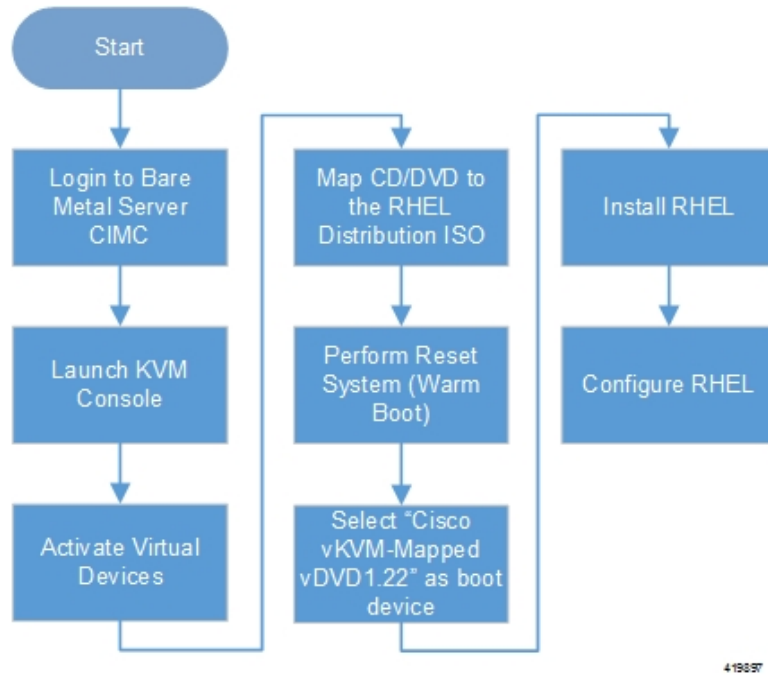 Start
Login to Bare
Metal Server
CIMC
Launch KVM
Console
Activate Virtual
Devices
Map CD/DVD to
the RHEL
Distribution ISO
Perform Reset
System (Warm
Boot)
Select “Cisco
vKVM-Mapped
vDVD1.22” as boot
device
Install RHEL
Configure RHEL
419897